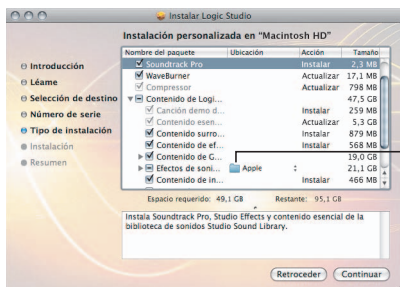 Instalar Logic Studio
Instalación personalizada en “Macintosh HD”
Introducción
Léame
Selección de destino
Número de serie
Tipo de instalación
Instalación
Resumen
Nombre del paquete Ubicación Acción Tamaño
Soundtrack Pro Instalar 2,3 MB
WaveBurner Actualizar 17,1 MB
Compressor Actualizar 798 MB
Contenido de Logi... 47,5 GB
Canción demo d... Instalar 259 MB
Contenido esen... Actualizar 5,3 GB
Contenido surro... Instalar 879 MB
Contenido de ef... Instalar 568 MB
Contenido de G... 19,0 GB
Efectos de soni... Apple 21,1 GB
Contenido de in... Instalar 466 MB
Espacio requerido: 49,1 GB Restante: 95,1 GB
Instala Soundtrack Pro, Studio Effects y contenido esencial de la
biblioteca de sonidos Studio Sound Library.
Retroceder Continuar